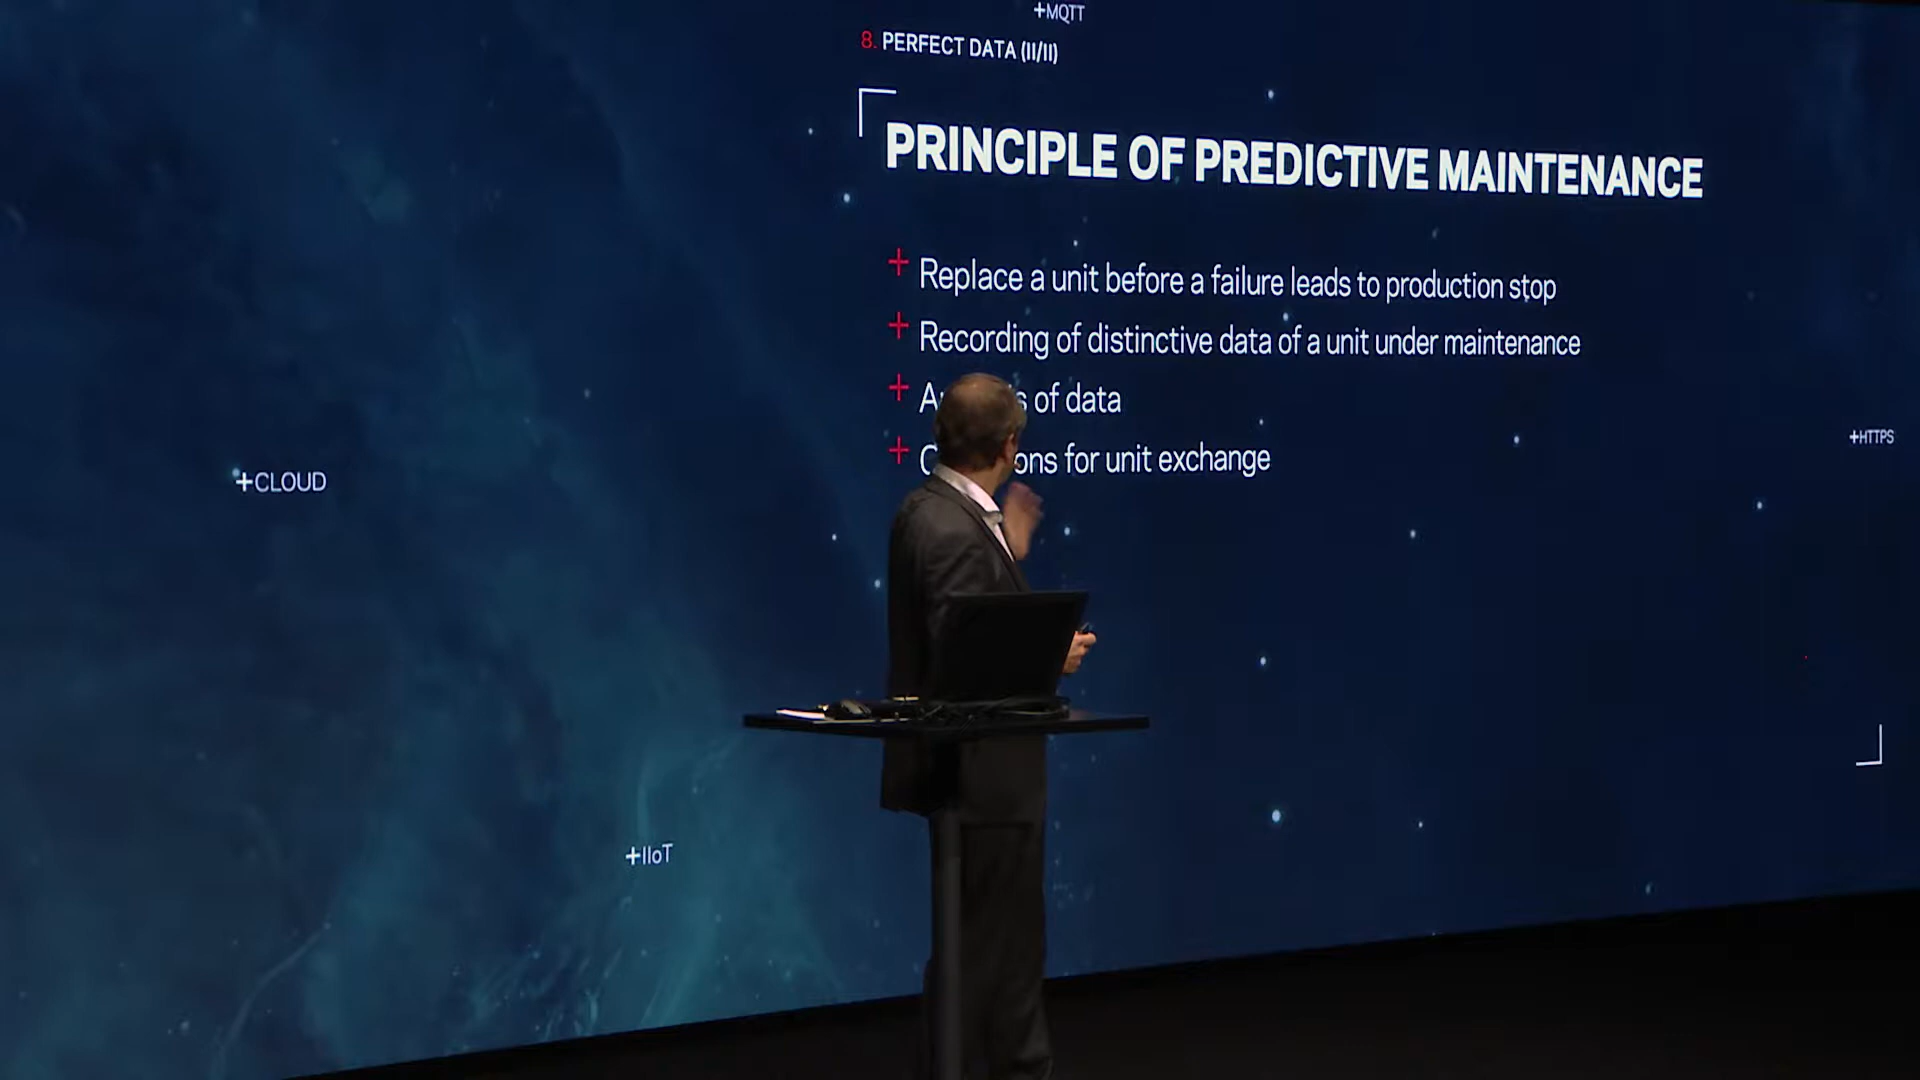 +MQTT
8. PERFECT DATA (II/II)
PRINCIPLE OF PREDICTIVE MAINTENANCE
+ Replace a unit before a failure leads to production stop
+ Recording of distinctive data of a unit under maintenance
+ of data
+ for unit exchange
+HTTPS
+CLOUD
+IIoT